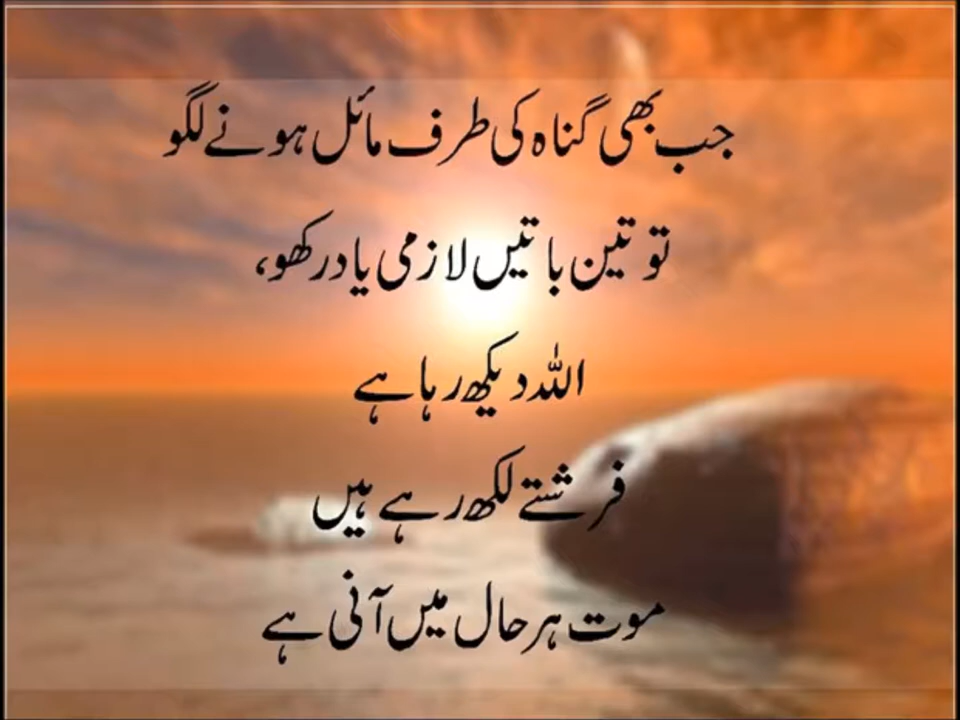 جب بھی گناہ کی طرف مائل ہونے لگو
تو تین باتیں لازمی یاد رکھو،
اللہ دیکھ رہا ہے
فرشتے لکھ رہے ہیں
موت ہر حال میں آنی ہے